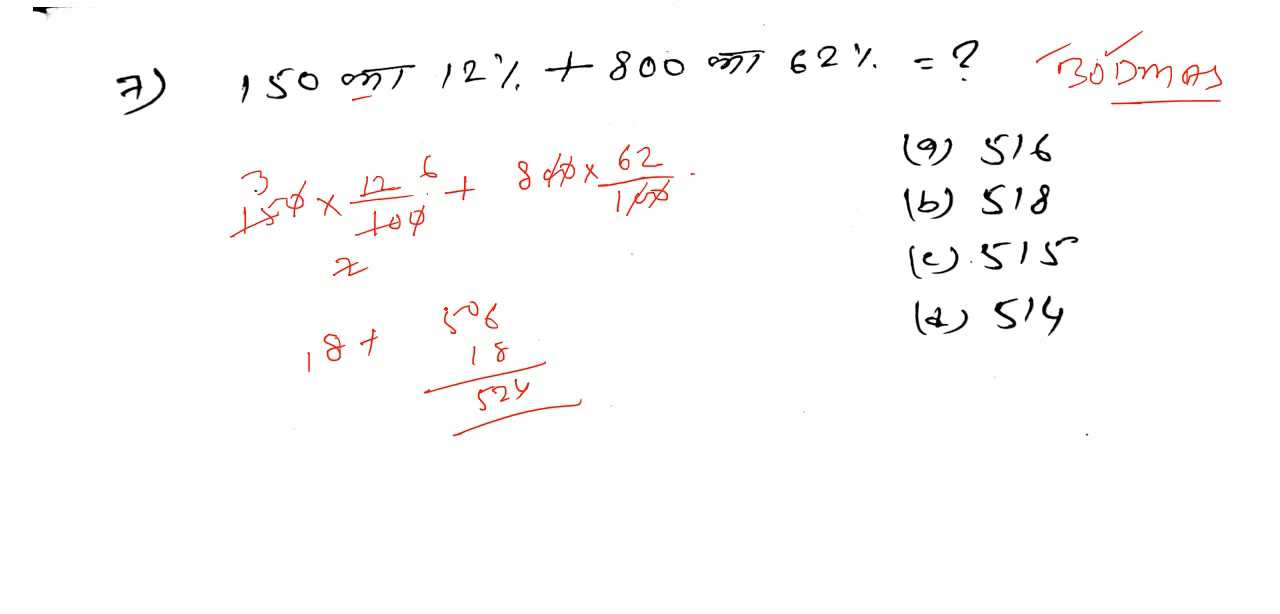 7) 150 का 12% + 800 का 62% = ? BODMAS
(a) 516
(b) 518
(c) 515
(d) 514
3 6
150 × 12/100 + 800 × 62/100
2
18 + 506
18
524